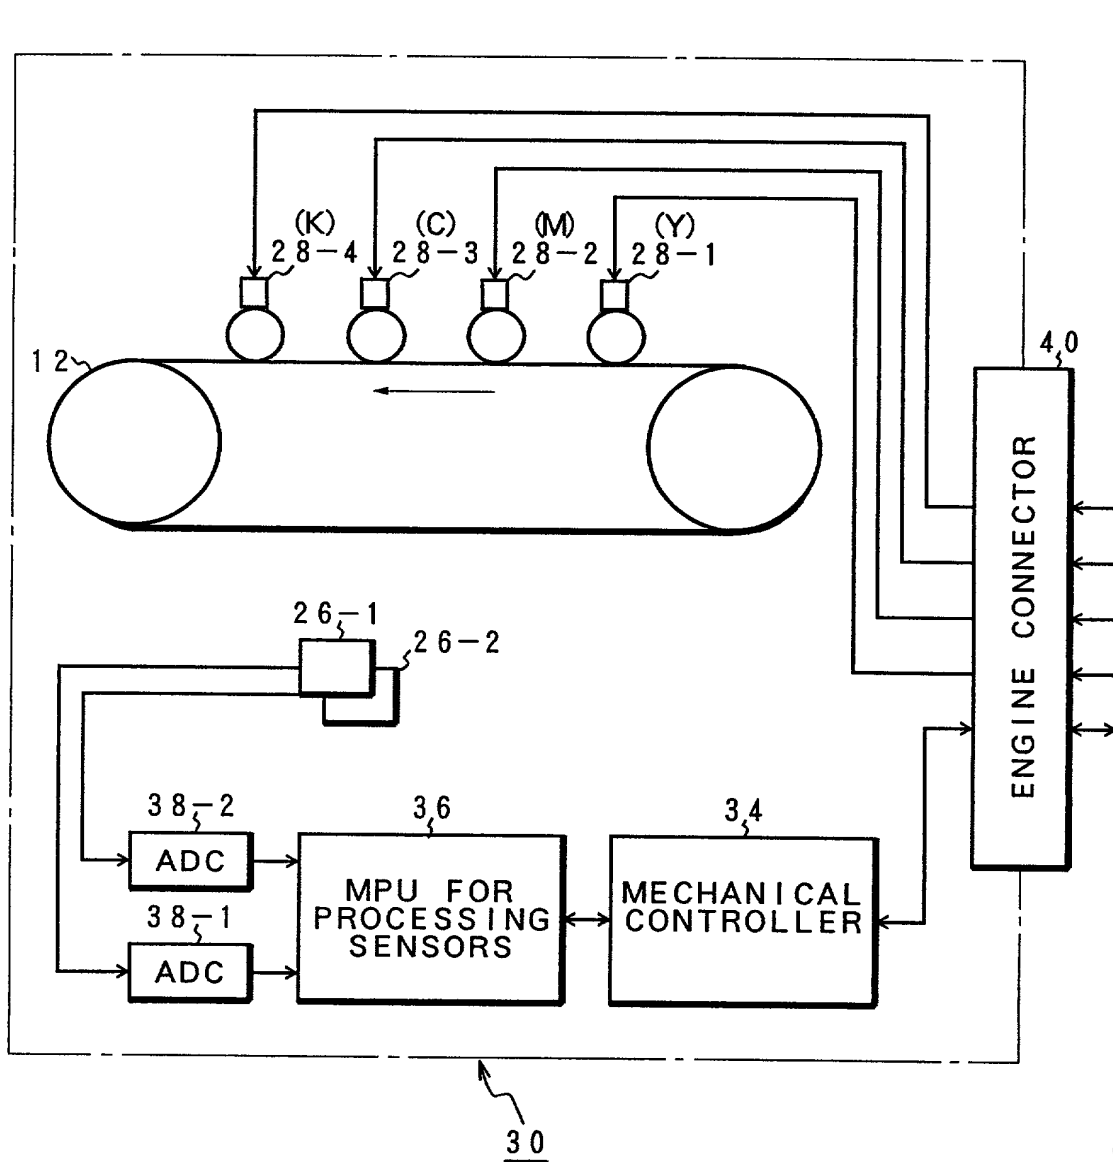 (K)
(C)
(M)
(Y)
28-4
28-3
28-2
28-1
12
40
ENGINE CONNECTOR
26-1
26-2
38-2
36
34
ADC
38-1
ADC
MPU FOR
PROCESSING
SENSORS
MECHANICAL
CONTROLLER
30